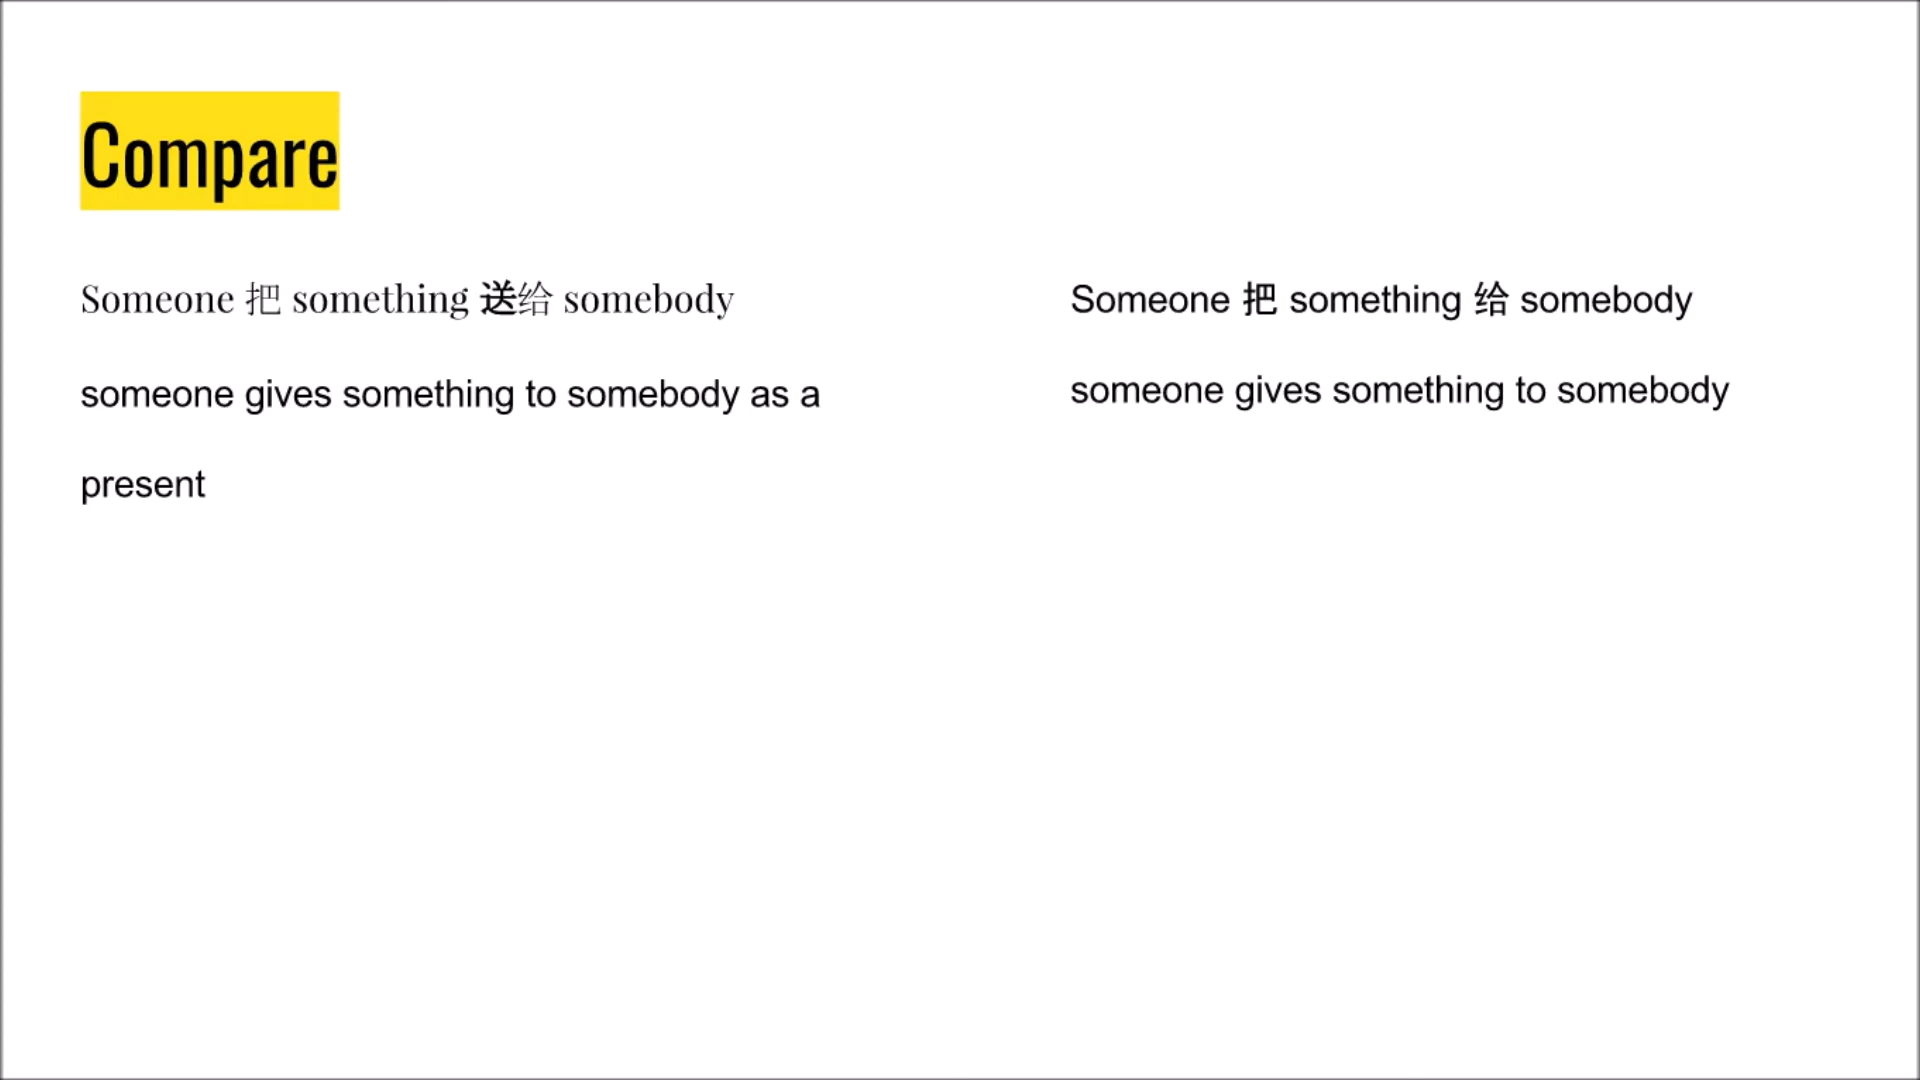 Compare
Someone 把 something 送给 somebody
someone gives something to somebody as a
present
Someone 把 something 给 somebody
someone gives something to somebody